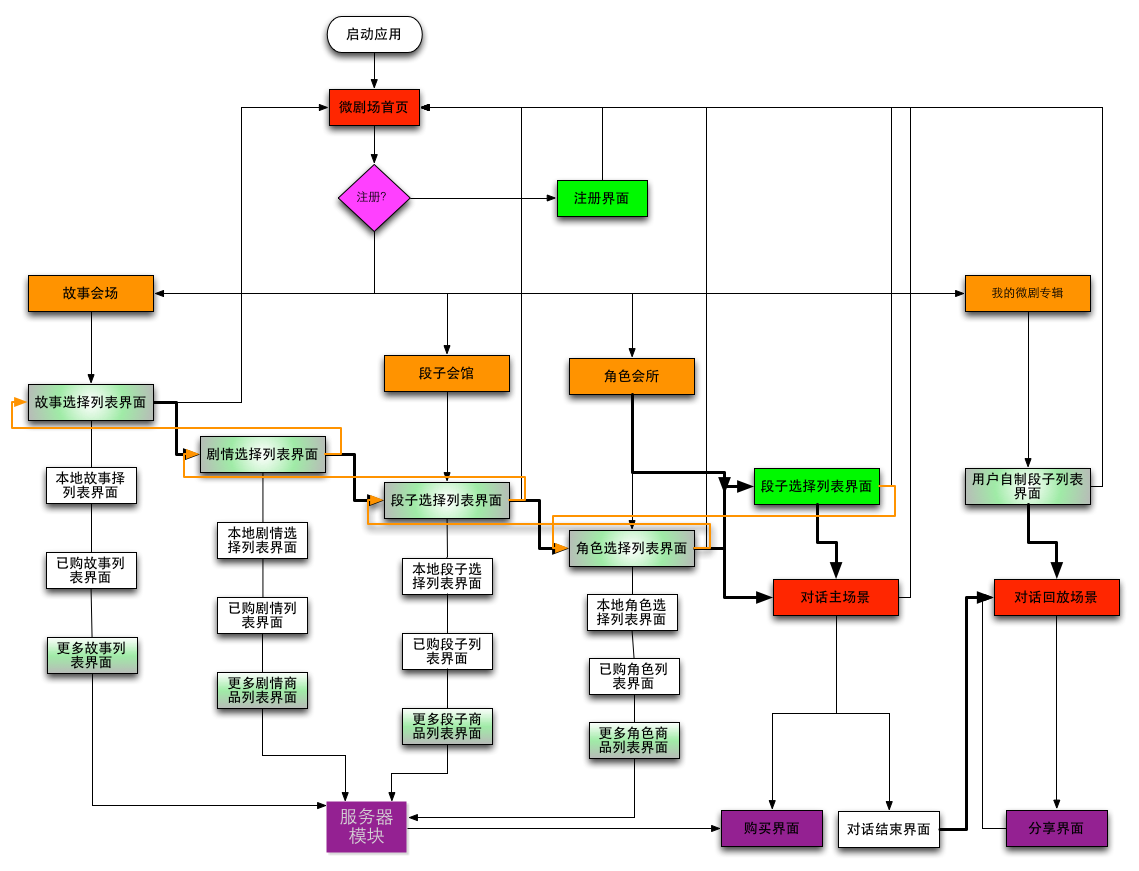 启动应用
微剧场首页
注册?
注册界面
故事会场
我的微剧专辑
段子会馆
角色会所
故事选择列表界面
剧情选择列表界面
段子选择列表界面
角色选择列表界面
段子选择列表界面
用户自制段子列表
界面
本地故事择
列表界面
已购故事列
表界面
更多故事列
表界面
本地剧情选
择列表界面
已购剧情列
表界面
更多剧情商
品列表界面
本地段子选
择列表界面
已购段子列
表界面
更多段子商
品列表界面
本地角色选
择列表界面
已购角色列
表界面
更多角色商
品列表界面
对话主场景
对话回放场景
服务器
模块
购买界面
对话结束界面
分享界面